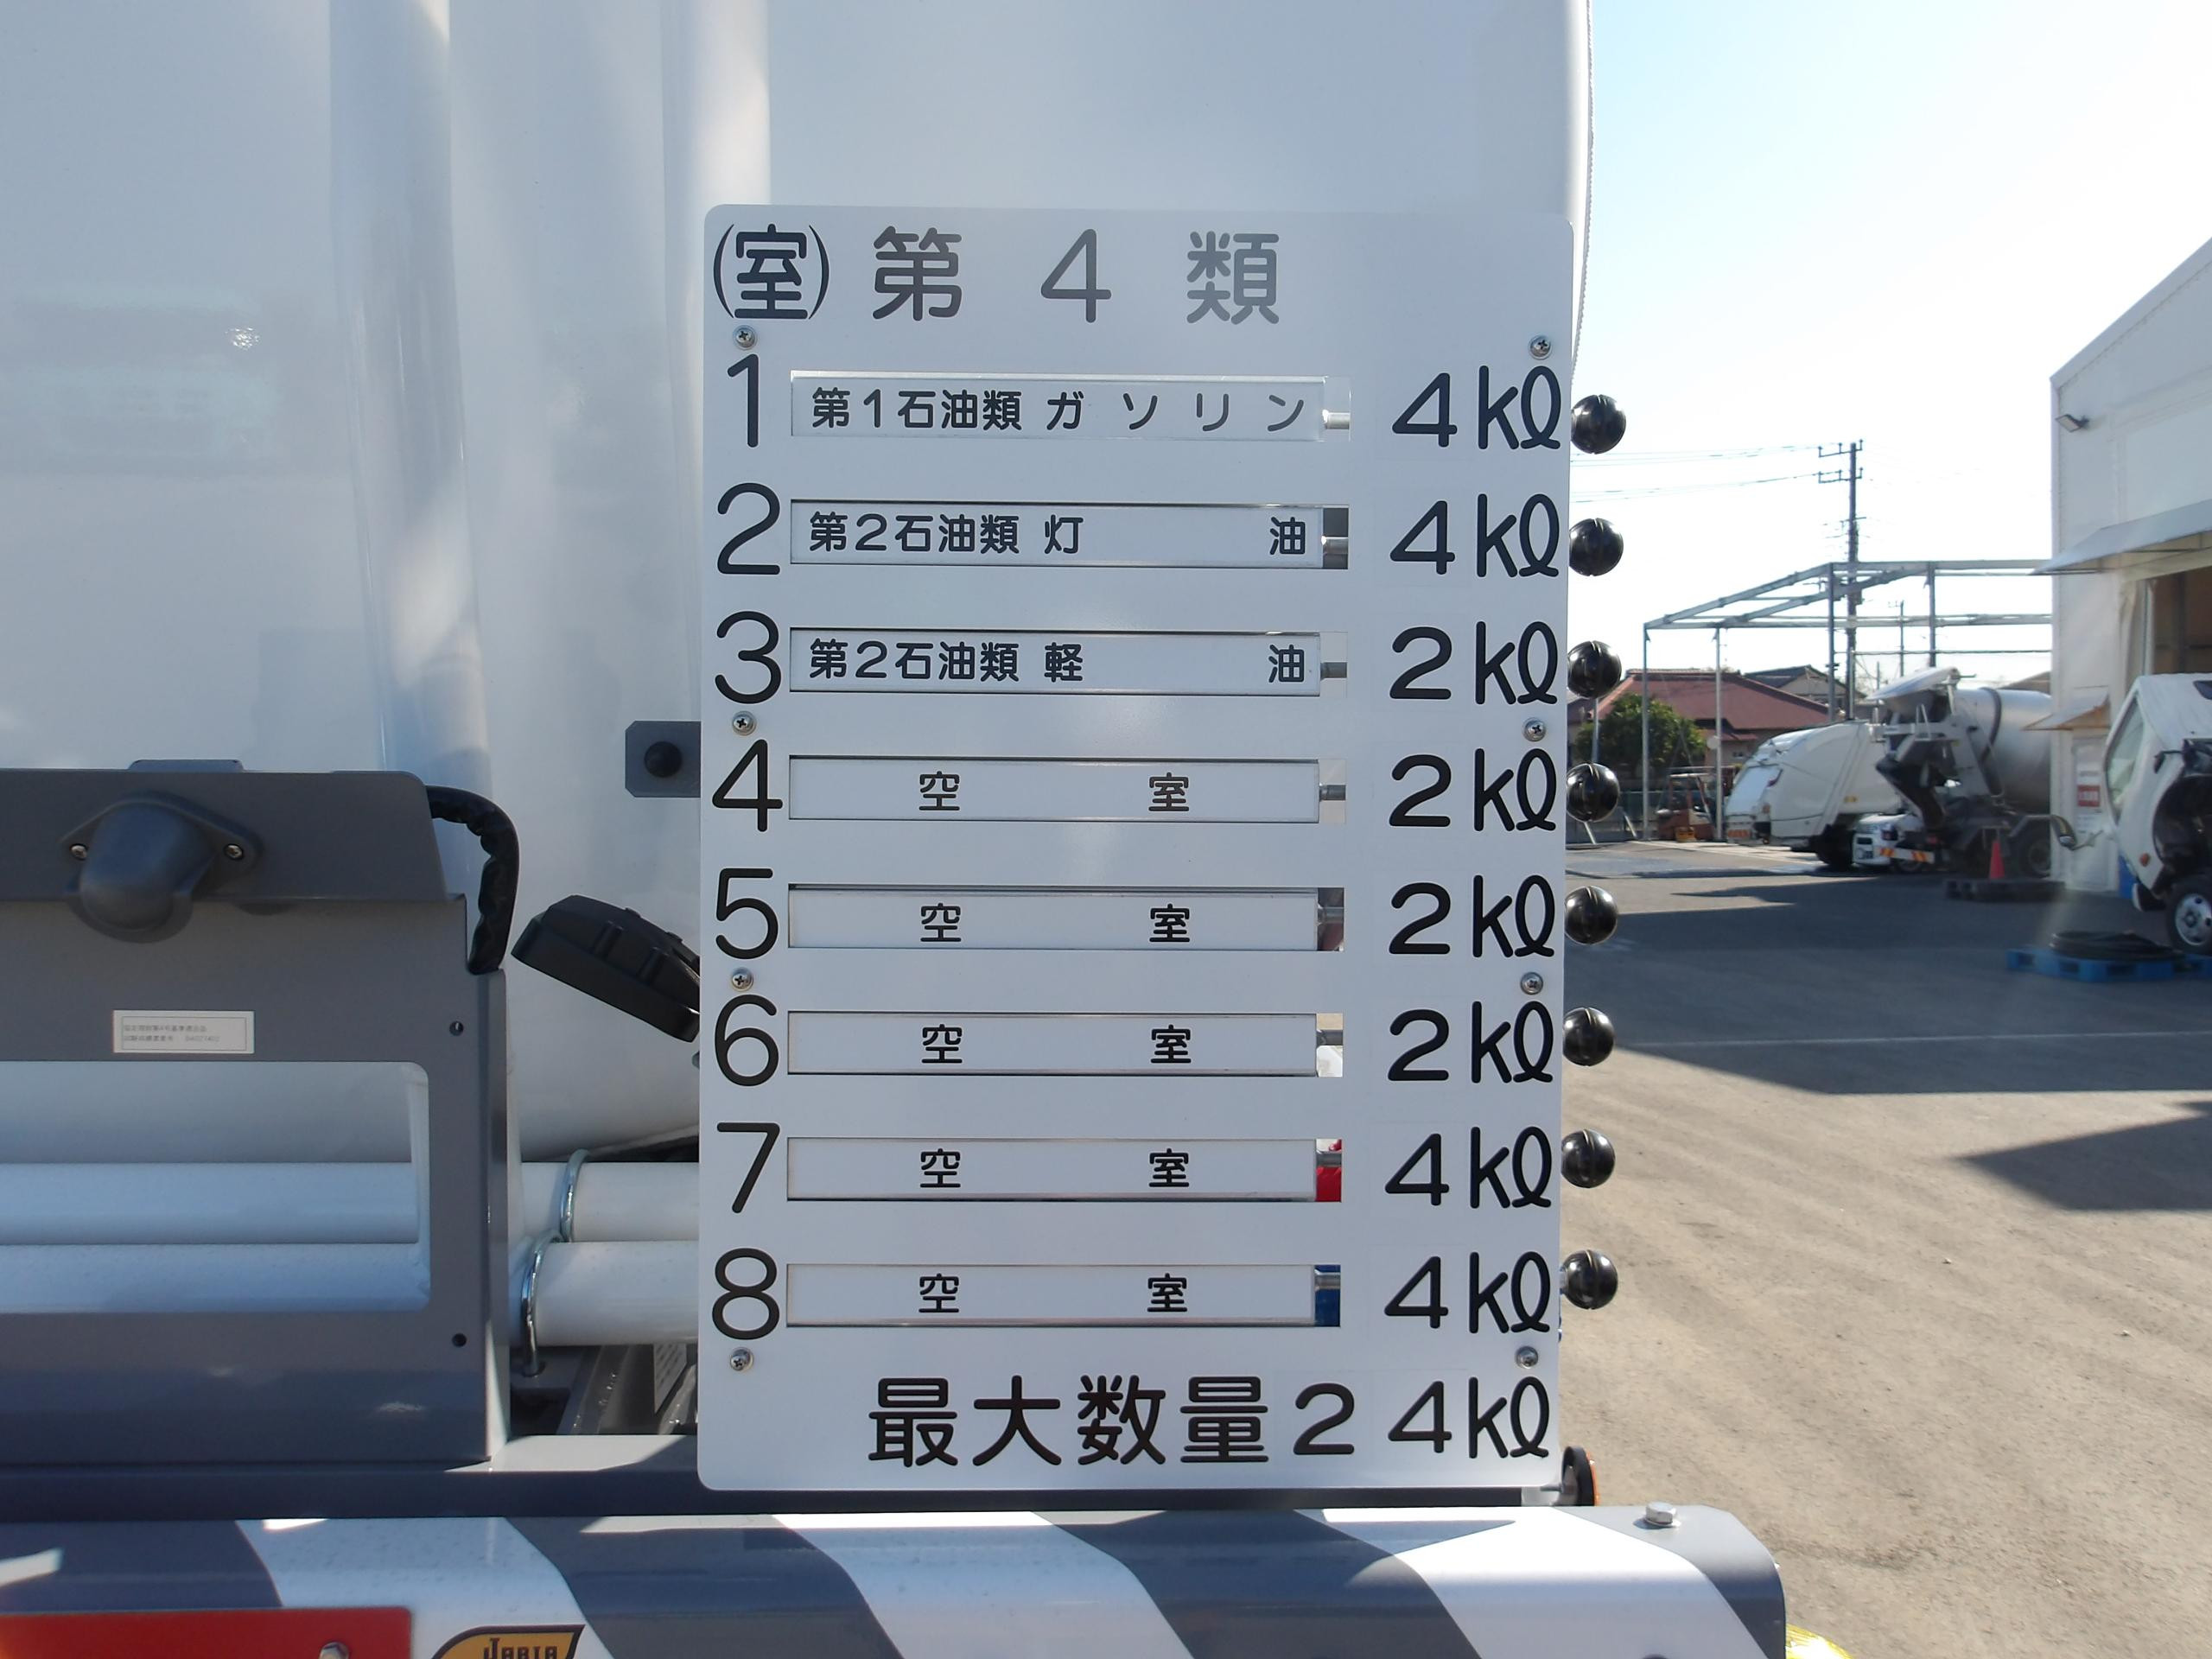 (室) 第 4 類
1 第1石油類 ガソリン 4kℓ
2 第2石油類 灯油 4kℓ
3 第2石油類 軽油 2kℓ
4 空室 2kℓ
5 空室 2kℓ
6 空室 2kℓ
7 空室 4kℓ
8 空室 4kℓ
最大数量24kℓ
JABIA